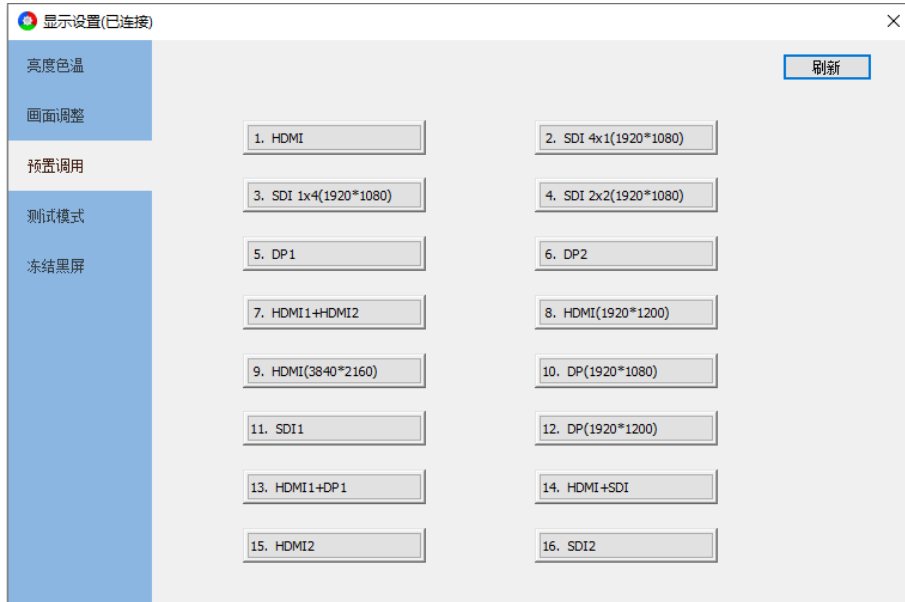 显示设置(已连接)
亮度色温
画面调整
预置调用
测试模式
冻结黑屏
刷新
1. HDMI
2. SDI 4x1(1920*1080)
3. SDI 1x4(1920*1080)
4. SDI 2x2(1920*1080)
5. DP1
6. DP2
7. HDMI1+HDMI2
8. HDMI(1920*1200)
9. HDMI(3840*2160)
10. DP(1920*1080)
11. SDI1
12. DP(1920*1200)
13. HDMI1+DP1
14. HDMI+SDI
15. HDMI2
16. SDI2